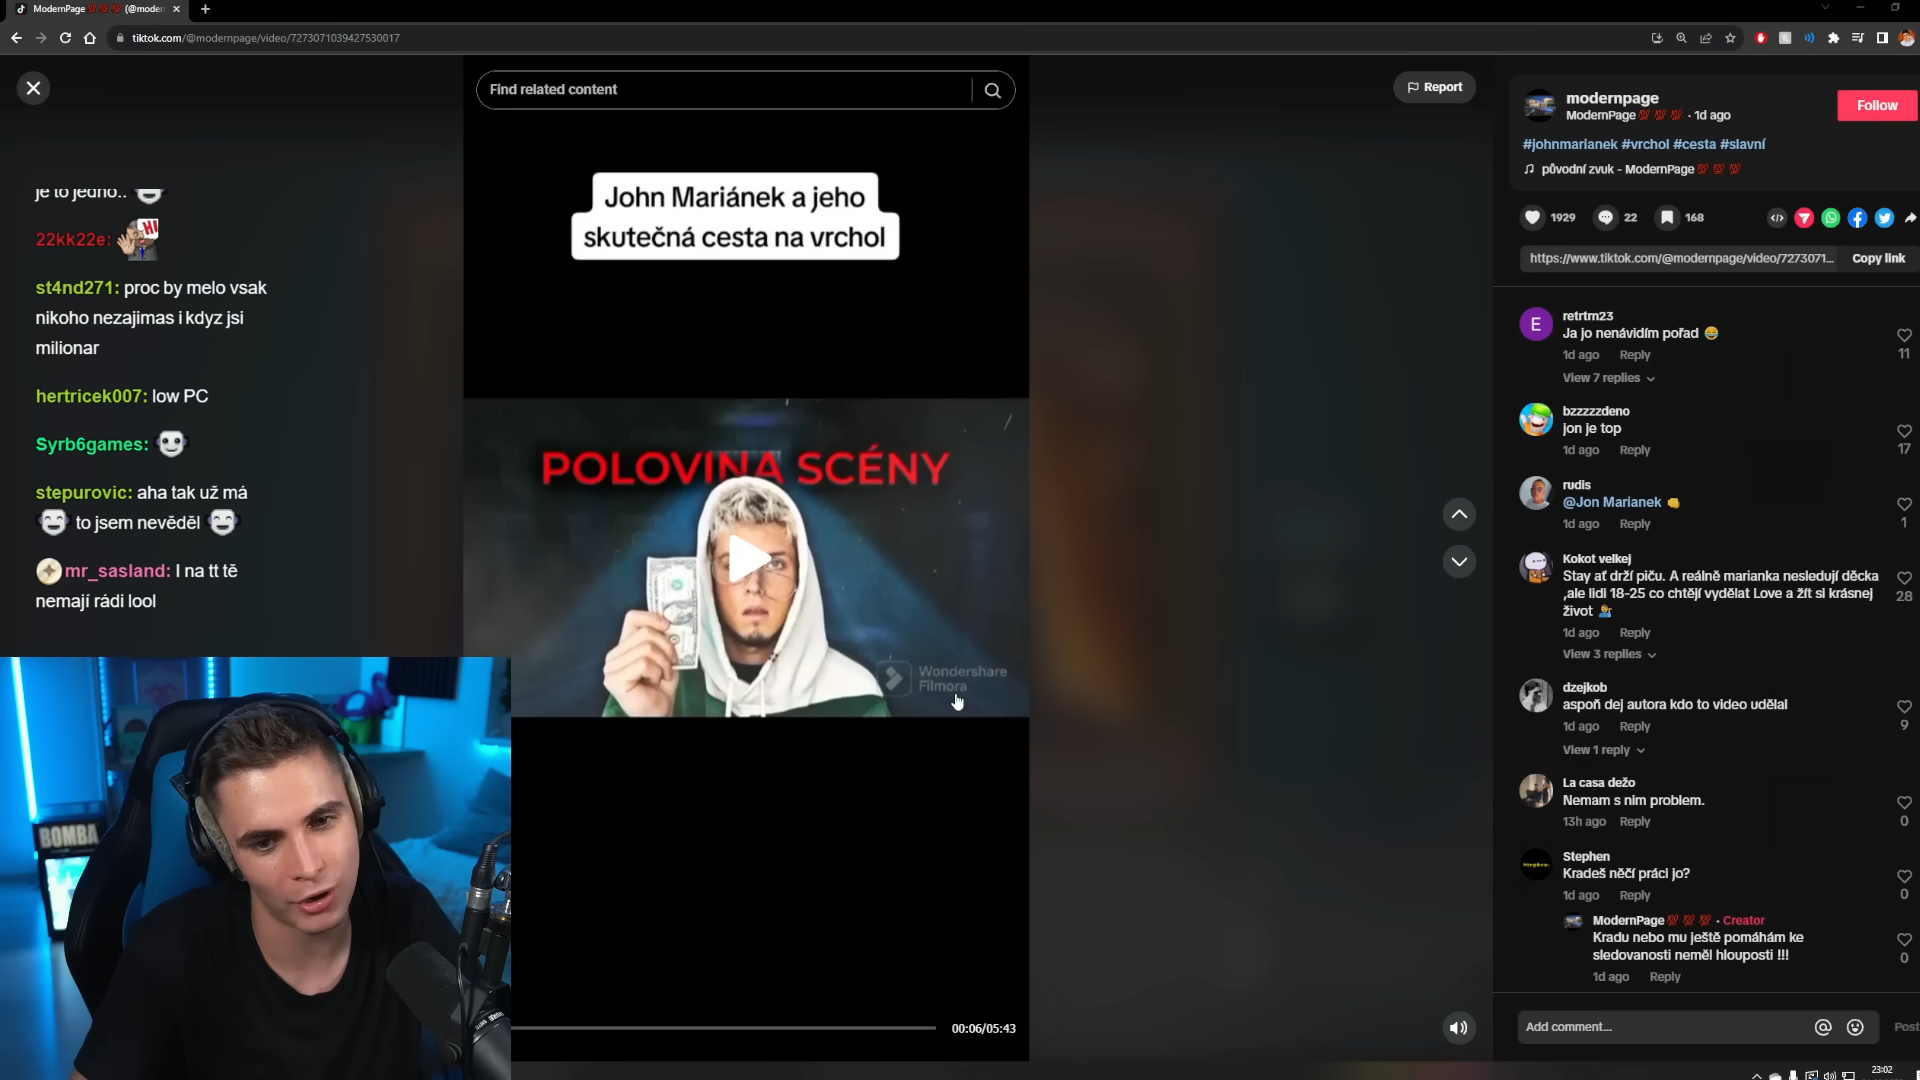 ModernPage (@modern
tiktok.com/@modernpage/video/7273071039427530017
Find related content
Report
John Mariánek a jeho
skutečná cesta na vrchol
je to jedno..
22kk22e: HI
st4nd271: proc by melo vsak
nikoho nezajimas i kdyz jsi
milionar
hertricek007: low PC
Syrb6games:
stepurovic: aha tak už má
to jsem nevěděl
mr_sasland: I na tt tě
nemají rádi lool
POLOVINA SCÉNY
Wondershare
Filmora
BOMBA
00:06/05:43
modernpage
ModernPage💯💯💯 · 1d ago
Follow
#johnmarianek #vrchol #cesta #slavní
původní zvuk - ModernPage💯💯💯
1929 22 168
https://www.tiktok.com/@modernpage/video/7273071... Copy link
E
retrtm23
Ja jo nenávidím pořad 😂
1d ago Reply 11
View 7 replies
bzzzzzdeno
jon je top
1d ago Reply 17
rudis
@Jon Marianek 👊
1d ago Reply 1
Kokot velkej
Stay ať drží piču. A reálně marianka nesledují děcka
,ale lidi 18-25 co chtějí vydělat Love a žít si krásnej
život 🤷‍♂️
28
1d ago Reply
View 3 replies
dzejkob
aspoň dej autora kdo to video udělal
1d ago Reply 9
View 1 reply
La casa dežo
Nemam s nim problem.
13h ago Reply 0
Stephen
Kradeš něčí práci jo?
1d ago Reply 0
ModernPage💯💯💯 · Creator
Kradu nebo mu ještě pomáhám ke
sledovanosti neměl hlouposti !!!
1d ago Reply 0
Add comment... Post
23:02